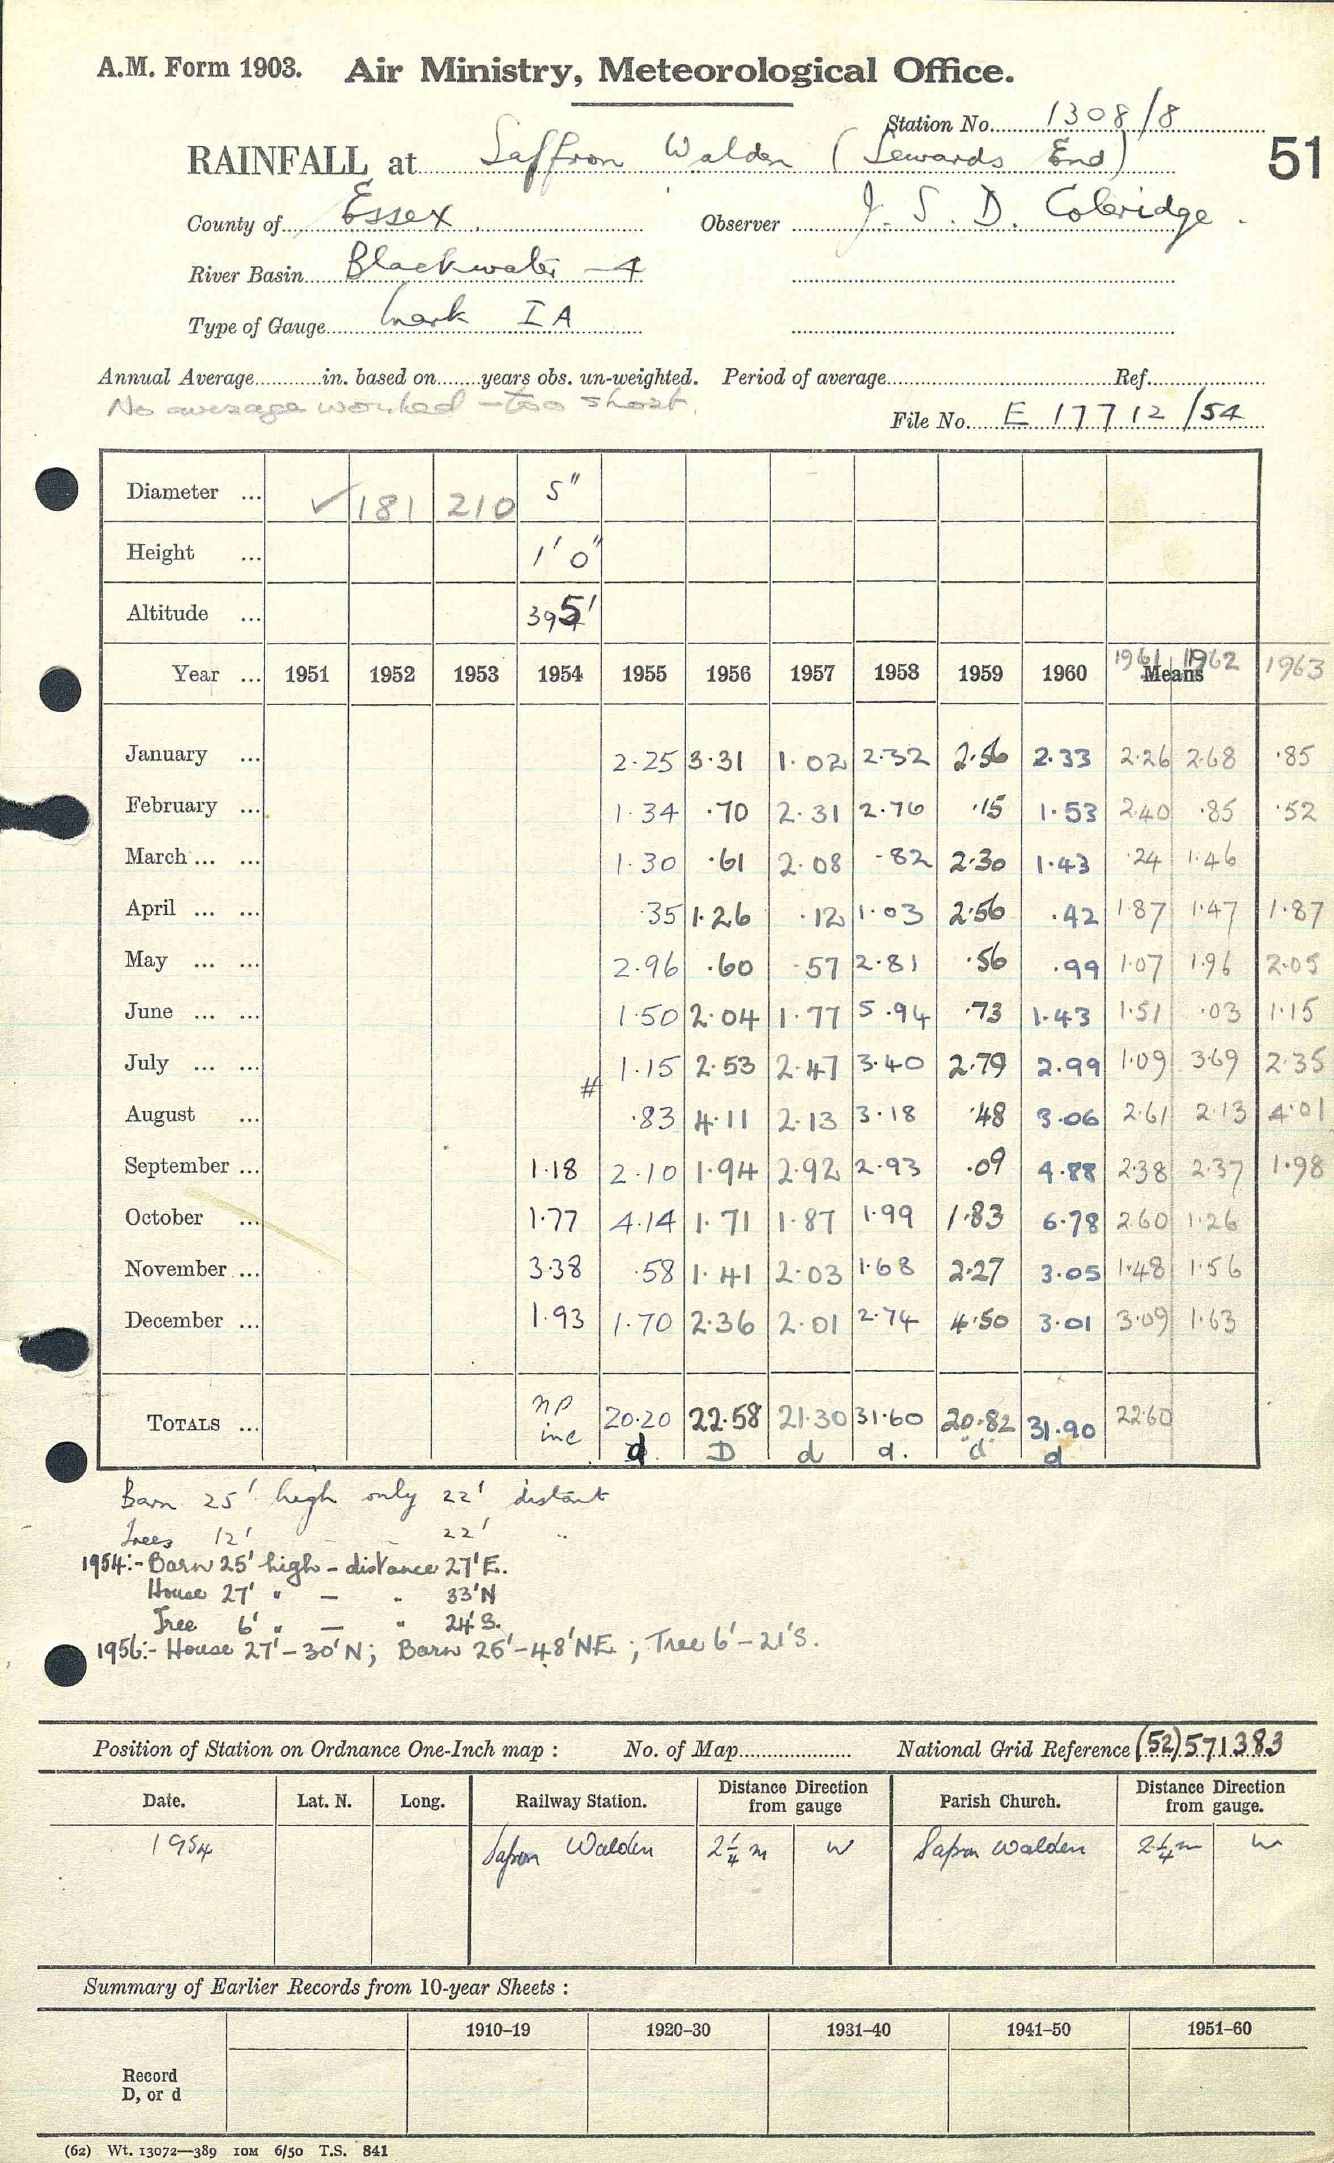 A.M. Form 1903. Air Ministry, Meteorological Office.
Station No. 1308/8
RAINFALL at Saffron Walden (Sewards End) 51
County of Essex Observer J. S. D. Coleridge.
River Basin Blackwater -4
Type of Gauge Mark IA
Annual Average in. based on years obs. un-weighted. Period of average Ref.
No average worked - too short.
File No. E 17712/54
Diameter ... ✓ 181 210 5"
Height ... 1' 0"
Altitude ... 395'
Year ... 1951 1952 1953 1954 1955 1956 1957 1958 1959 1960 Means 1961 1962 1963
January ... 2.25 3.31 1.02 2.32 2.56 2.33 2.26 2.68 .85
February ... 1.34 .70 2.31 2.76 .15 1.53 2.40 .85 .52
March ... ... 1.30 .61 2.08 .82 2.30 1.43 .24 1.46
April ... ... .35 1.26 .12 1.03 2.56 .42 1.87 1.47 1.87
May ... ... 2.96 .60 .57 2.81 .56 .99 1.07 1.96 2.05
June ... ... 1.50 2.04 1.77 5.94 .73 1.43 1.51 .03 1.15
July ... ... 1.15 2.53 2.47 3.40 2.79 2.99 1.09 3.69 2.35
August ... # .83 4.11 2.13 3.18 .48 3.06 2.61 2.13 4.01
September ... 1.18 2.10 1.94 2.92 2.93 .09 4.88 2.38 2.37 1.98
October ... 1.77 4.14 1.71 1.87 1.99 1.83 6.78 2.60 1.26
November ... 3.38 .58 1.41 2.03 1.68 2.27 3.05 1.48 1.56
December ... 1.93 1.70 2.36 2.01 2.74 4.50 3.01 3.09 1.63
TOTALS ... np inc 20.20 22.58 21.30 31.60 20.82 31.90 22.60
d D d d. d d
Barn 25' high only 22' distant
Trees 12' - - 22' "
1954:- Barn 25' high - distance 27' E.
House 27' " - " 33' N
Tree 6' " - " 24' S.
1956:- House 27' - 30' N; Barn 25' - 48' NE; Tree 6' - 21' S.
Position of Station on Ordnance One-Inch map : No. of Map National Grid Reference (52)571383
Date. Lat. N. Long. Railway Station. Distance Direction from gauge Parish Church. Distance Direction from gauge.
1954 Saffron Walden 2¼ m W Saffron Walden 2¼ m W
Summary of Earlier Records from 10-year Sheets :
1910–19 1920–30 1931–40 1941–50 1951–60
Record
D, or d
(62) Wt. 13072—389 10M 6/50 T.S. 841